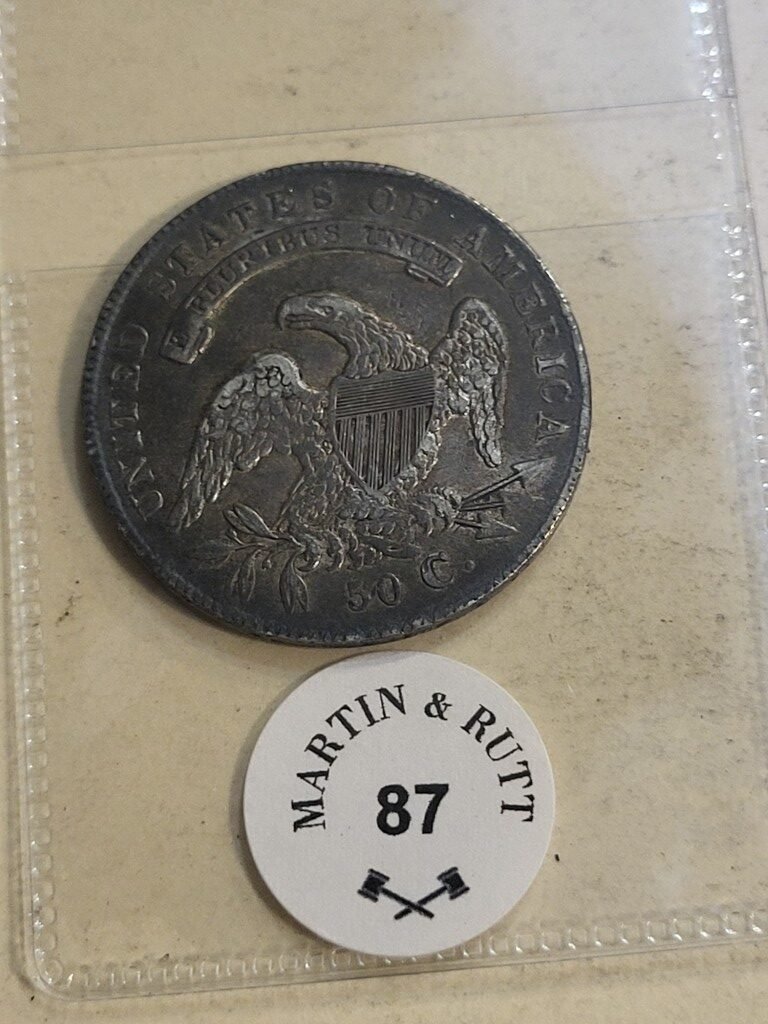 UNITED STATES OF AMERICA
E PLURIBUS UNUM
50 C.
MARTIN & RUTT
87